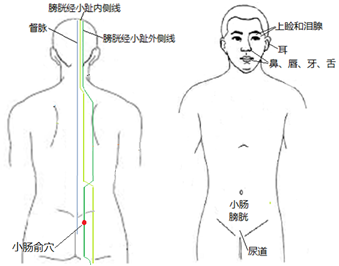 膀胱经小趾内侧线
督脉
膀胱经小趾外侧线
小肠俞穴
上脸和泪腺
耳
鼻、唇、牙、舌
小肠
膀胱
尿道